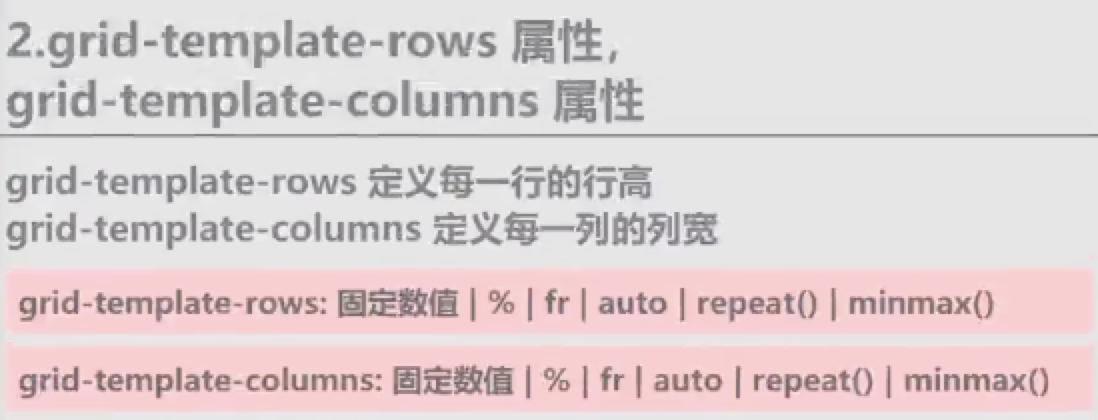 2.grid-template-rows 属性，
grid-template-columns 属性
grid-template-rows 定义每一行的行高
grid-template-columns 定义每一列的列宽
grid-template-rows: 固定数值 | % | fr | auto | repeat() | minmax()
grid-template-columns: 固定数值 | % | fr | auto | repeat() | minmax()